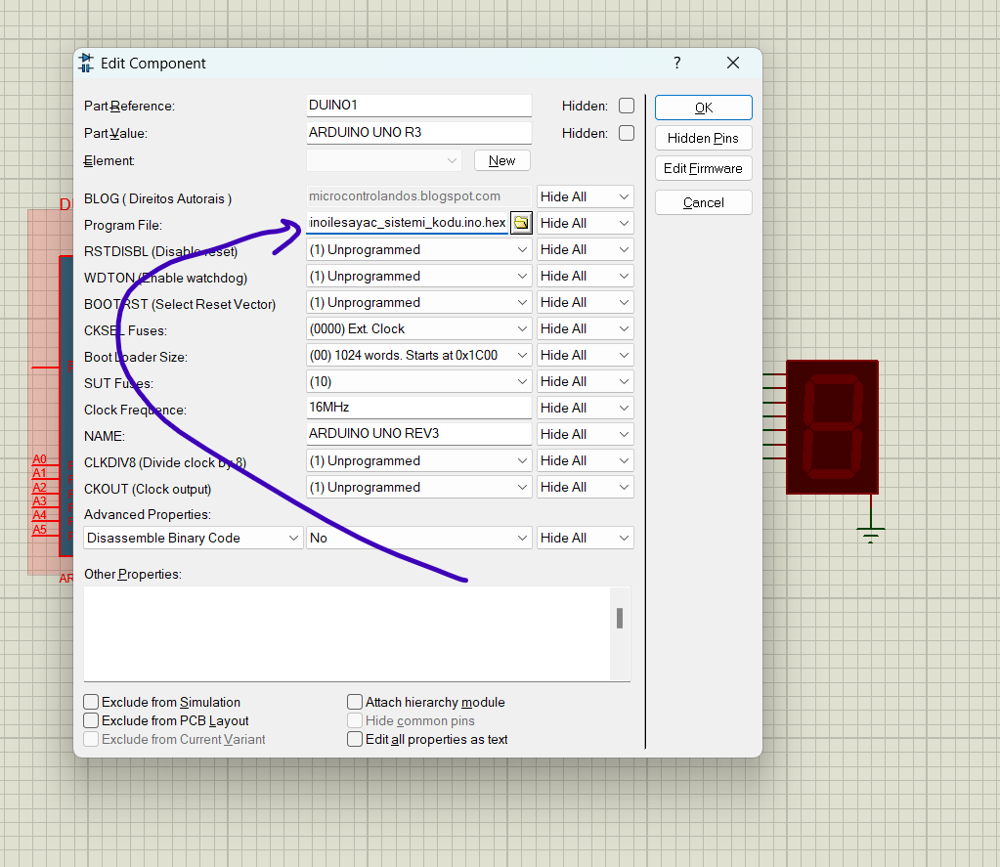 Edit Component
?
Part Reference: DUINO1 Hidden: OK
Part Value: ARDUINO UNO R3 Hidden: Hidden Pins
Element: New Edit Firmware
BLOG ( Direitos Autorais ) microcontrolandos.blogspot.com Hide All Cancel
Program File: inoilesayac_sistemi_kodu.ino.hex Hide All
RSTDISBL (Disable reset) (1) Unprogrammed Hide All
WDTON (Enable watchdog) (1) Unprogrammed Hide All
BOOTRST (Select Reset Vector) (1) Unprogrammed Hide All
CKSEL Fuses: (0000) Ext. Clock Hide All
Boot Loader Size: (00) 1024 words. Starts at 0x1C00 Hide All
SUT Fuses: (10) Hide All
Clock Frequence: 16MHz Hide All
NAME: ARDUINO UNO REV3 Hide All
CLKDIV8 (Divide clock by 8) (1) Unprogrammed Hide All
CKOUT (Clock output) (1) Unprogrammed Hide All
Advanced Properties:
Disassemble Binary Code No Hide All
Other Properties:
Exclude from Simulation Attach hierarchy module
Exclude from PCB Layout Hide common pins
Exclude from Current Variant Edit all properties as text
A0
A1
A2
A3
A4
A5